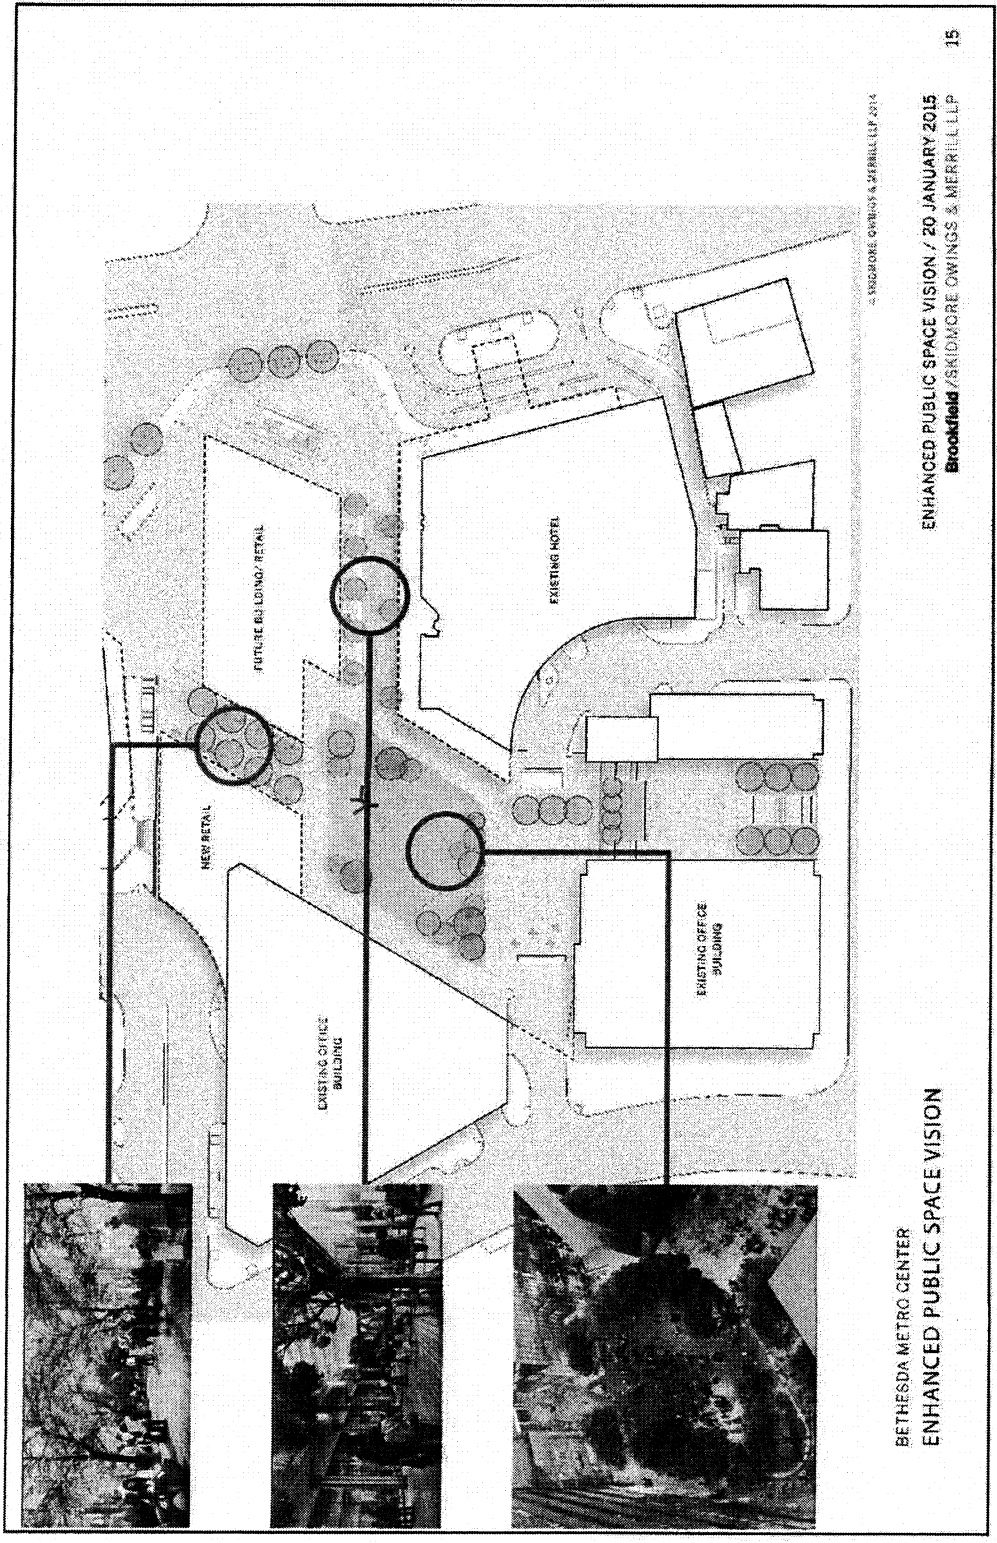 BETHESDA METRO CENTER
ENHANCED PUBLIC SPACE VISION
NEW RETAIL
FUTURE BUILDING/ RETAIL
EXISTING OFFICE
BUILDING
EXISTING HOTEL
EXISTING OFFICE
BUILDING
© SKIDMORE, OWINGS & MERRILL LLP 2014
ENHANCED PUBLIC SPACE VISION / 20 JANUARY 2015
Brookfield/SKIDMORE OWINGS & MERRILL LLP
15